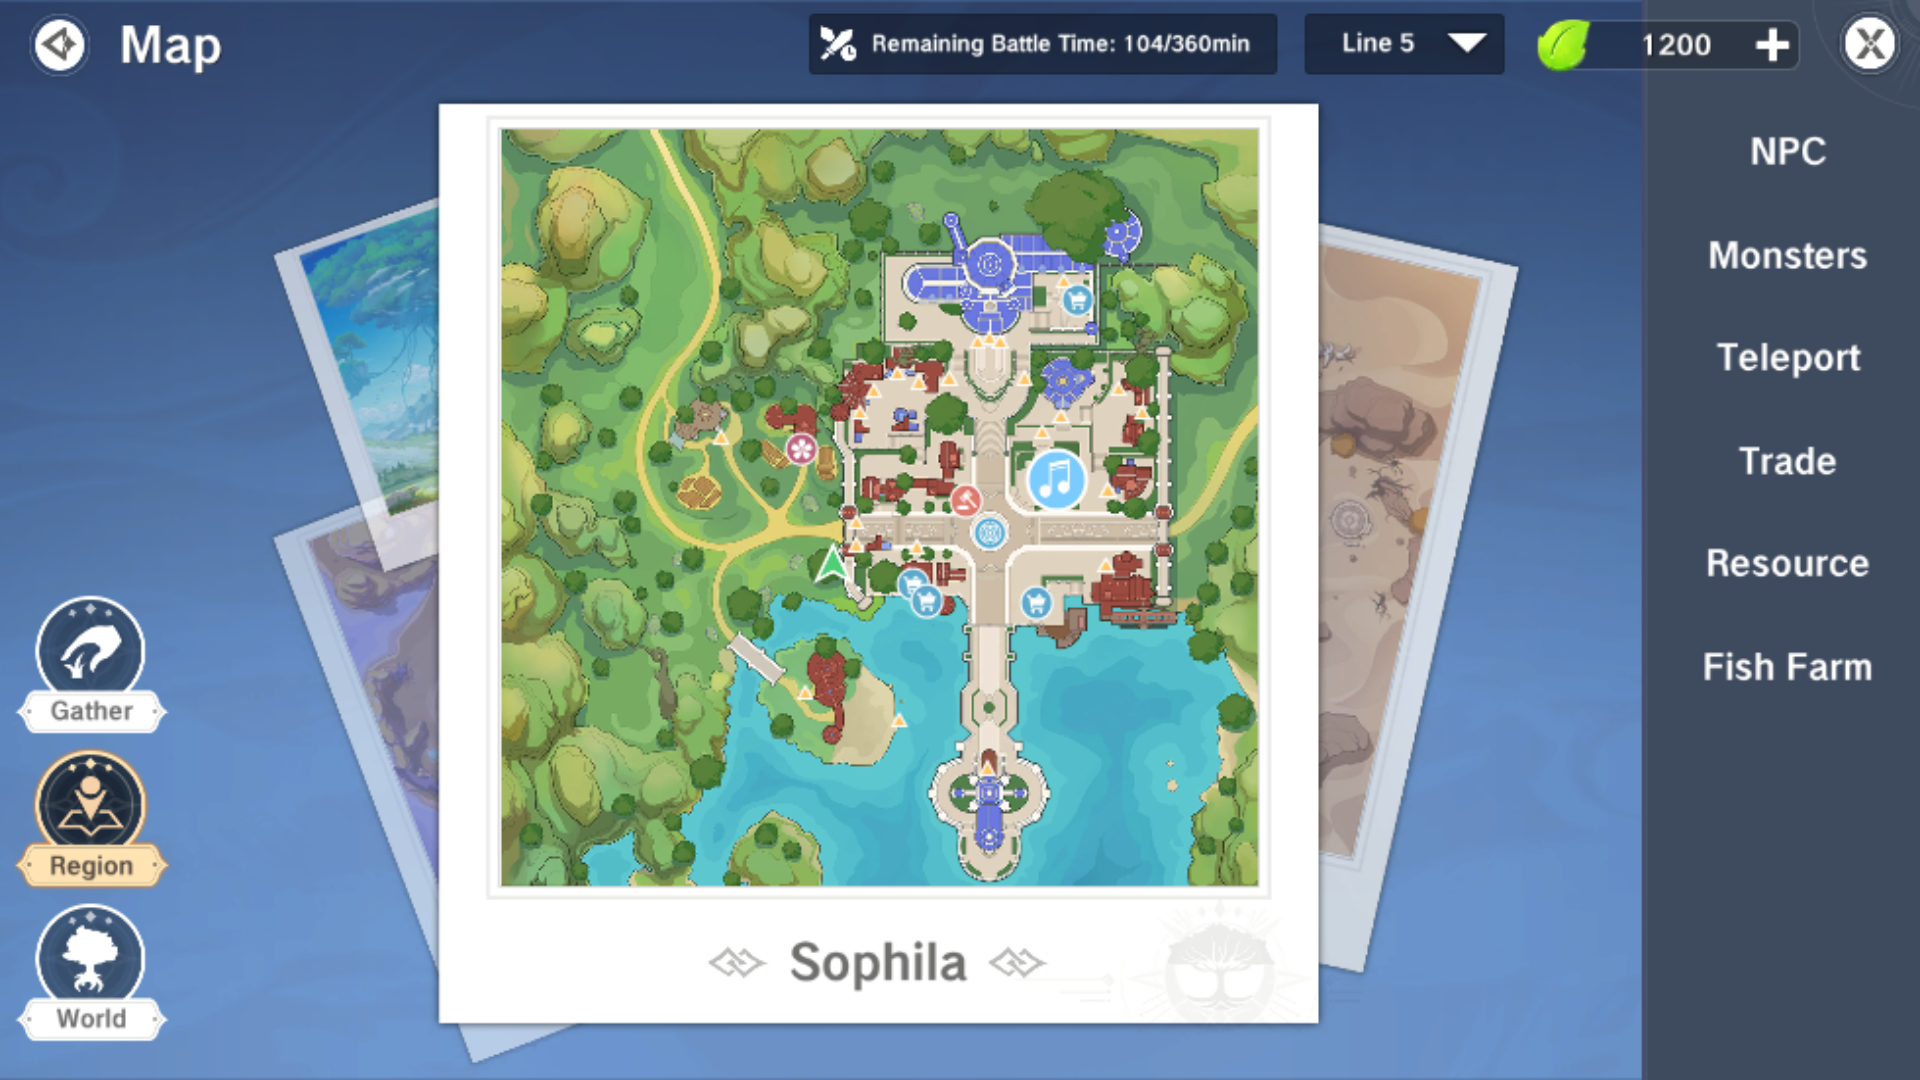 Map
Remaining Battle Time: 104/360min
Line 5
1200
NPC
Monsters
Teleport
Trade
Resource
Fish Farm
Gather
Region
World
Sophila